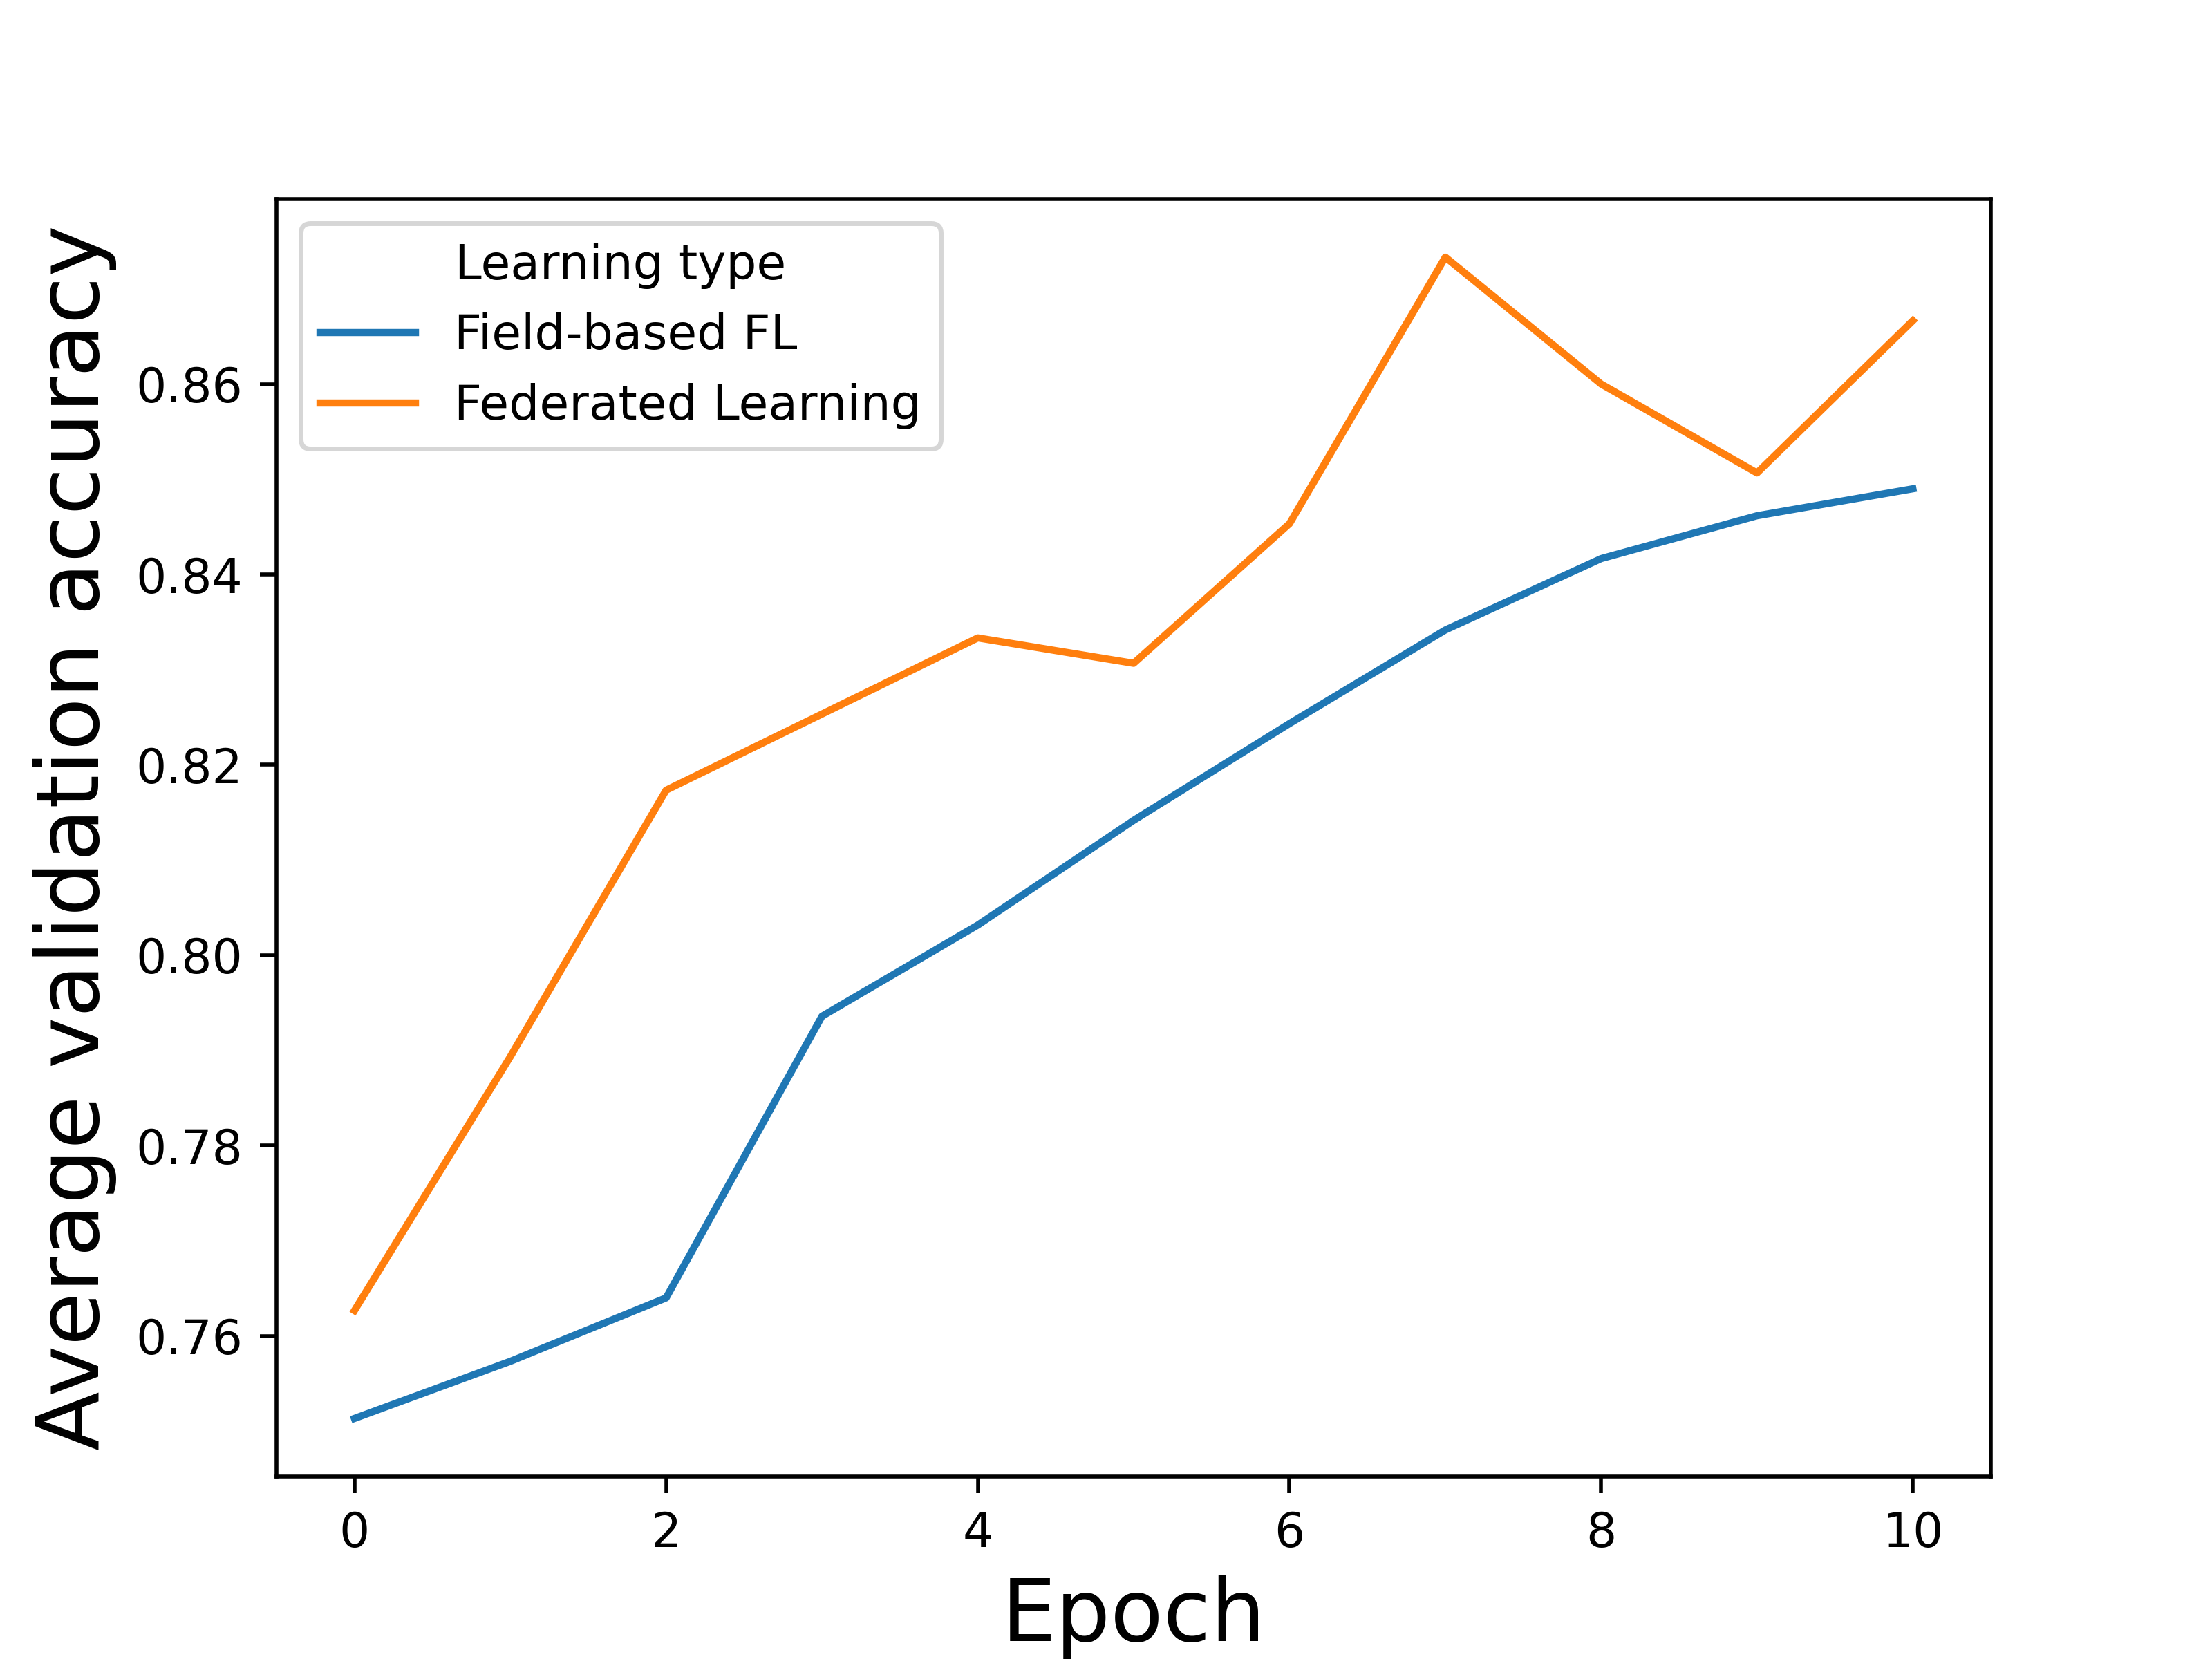 Learning type
Field-based FL
Federated Learning
Average validation accuracy
0.86
0.84
0.82
0.80
0.78
0.76
0 2 4 6 8 10
Epoch